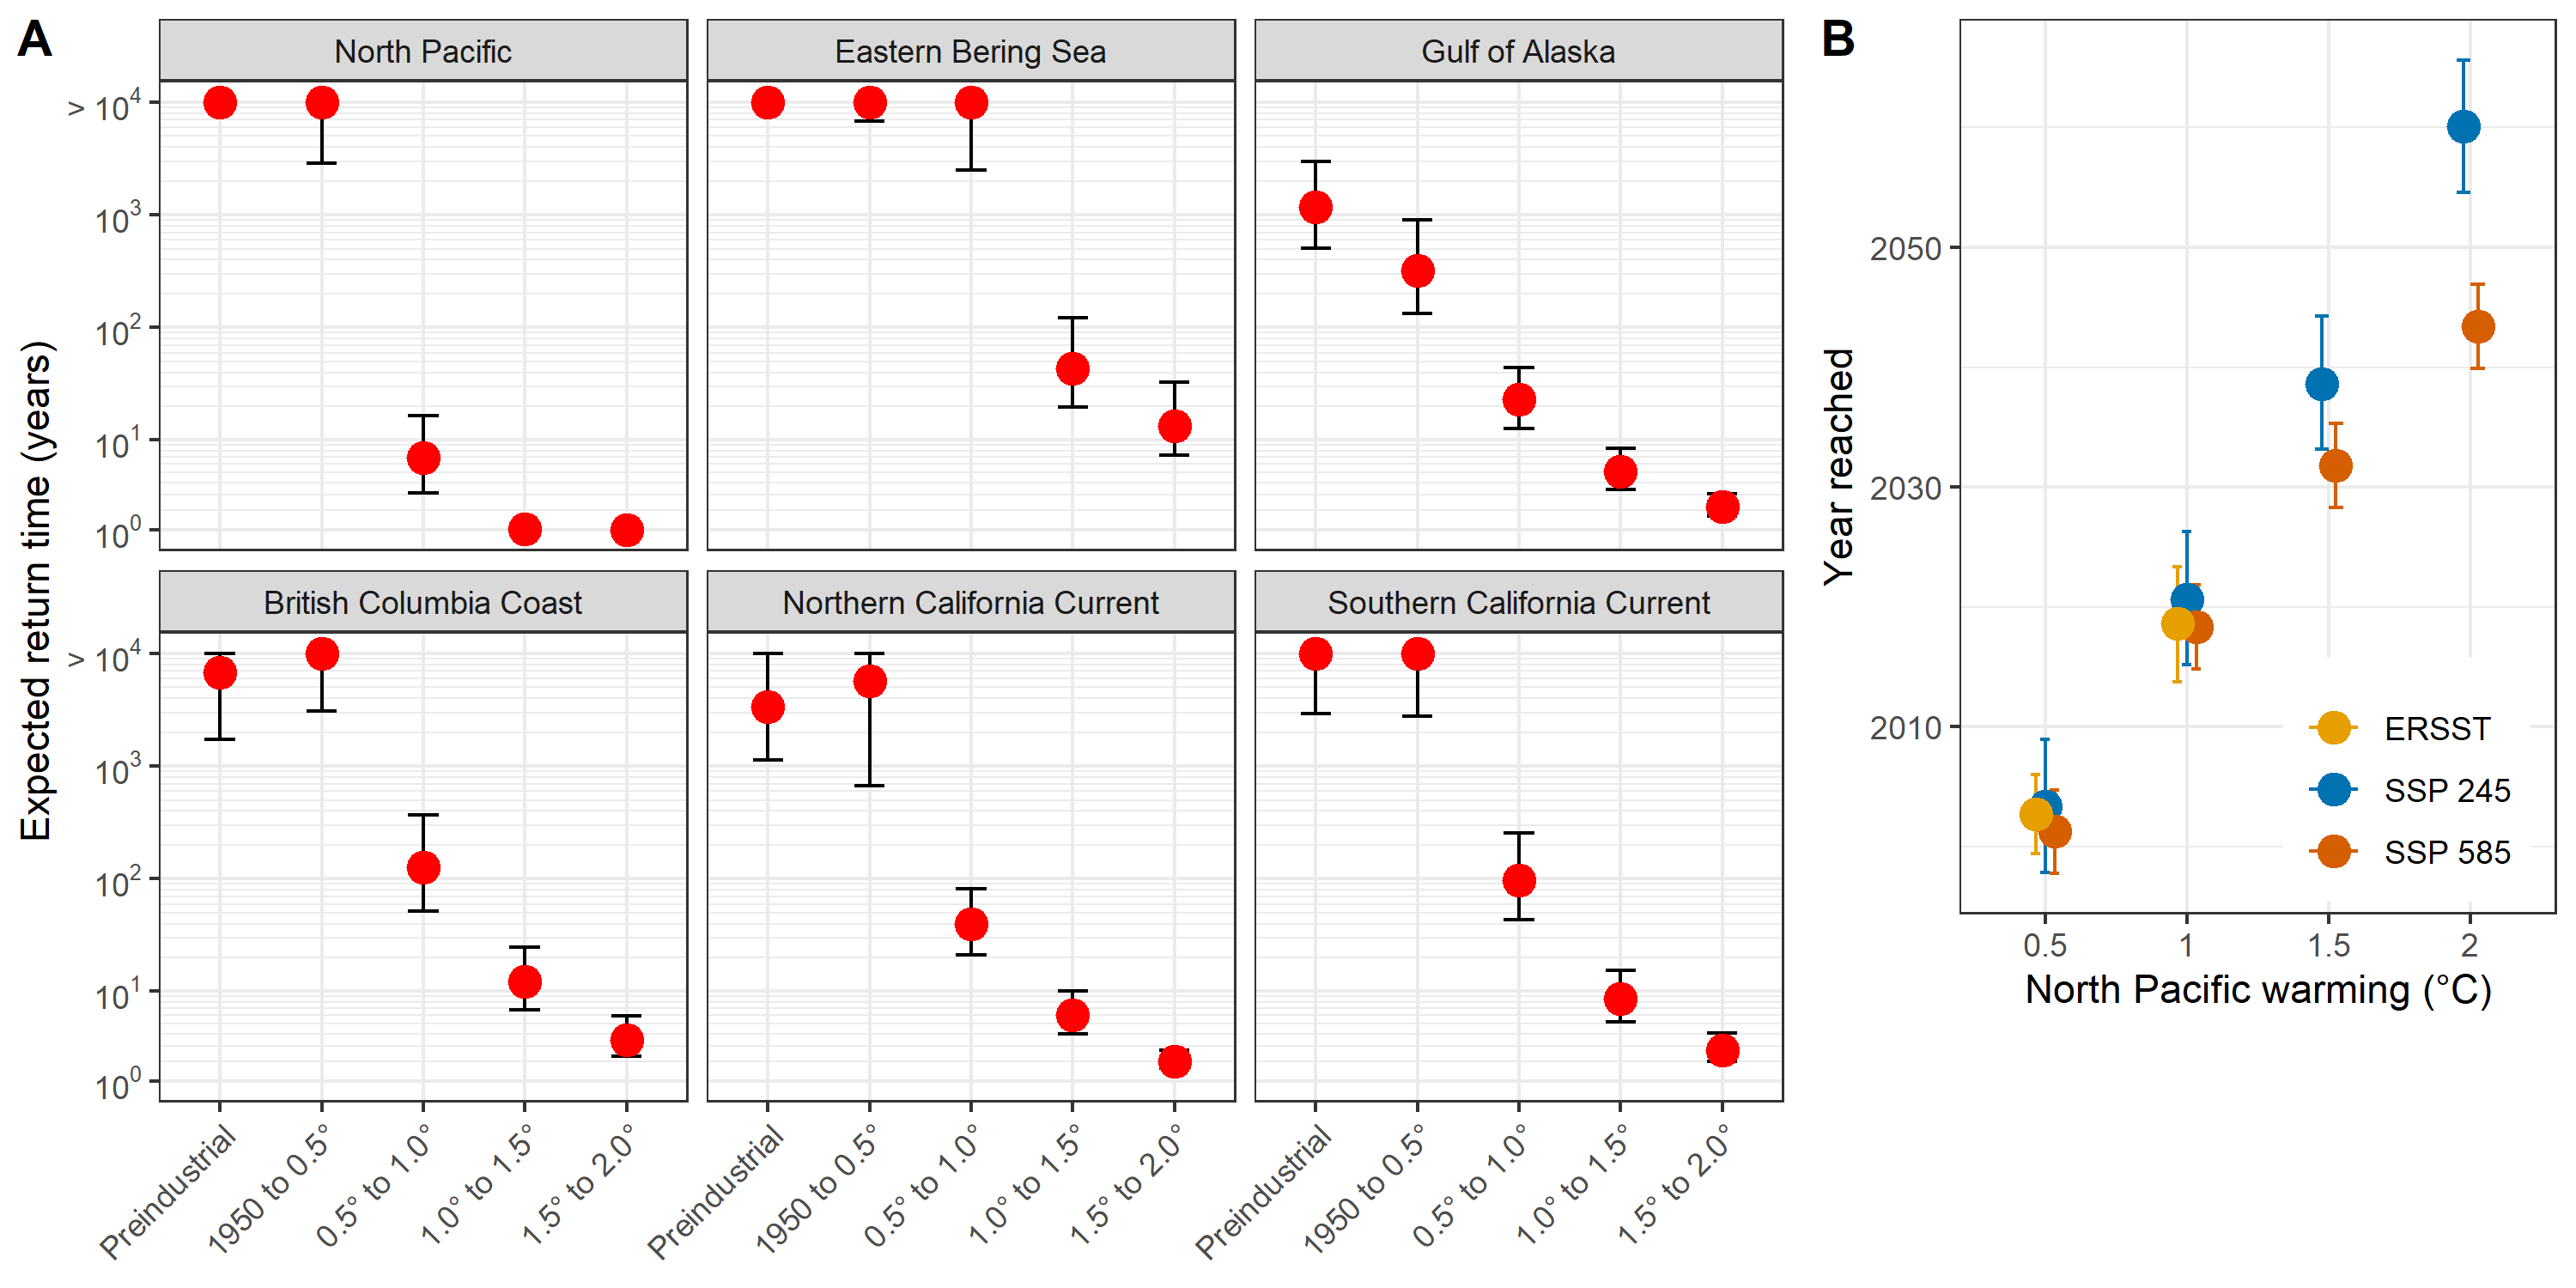 A
North Pacific
Eastern Bering Sea
Gulf of Alaska
> 10⁴
10³
10²
10¹
10⁰
British Columbia Coast
Northern California Current
Southern California Current
> 10⁴
10³
10²
10¹
10⁰
Expected return time (years)
Preindustrial
1950 to 0.5°
0.5° to 1.0°
1.0° to 1.5°
1.5° to 2.0°
Preindustrial
1950 to 0.5°
0.5° to 1.0°
1.0° to 1.5°
1.5° to 2.0°
Preindustrial
1950 to 0.5°
0.5° to 1.0°
1.0° to 1.5°
1.5° to 2.0°
B
Year reached
2050
2030
2010
ERSST
SSP 245
SSP 585
0.5
1
1.5
2
North Pacific warming (°C)